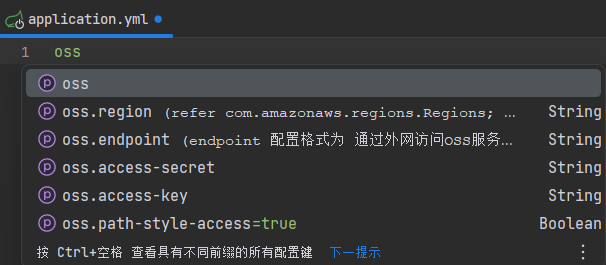 application.yml
1 oss
oss
oss.region (refer com.amazonaws.regions.Regions; ... String
oss.endpoint (endpoint 配置格式为 通过外网访问oss服务... String
oss.access-secret String
oss.access-key String
oss.path-style-access=true Boolean
按 Ctrl+空格 查看具有不同前缀的所有配置键 下一提示